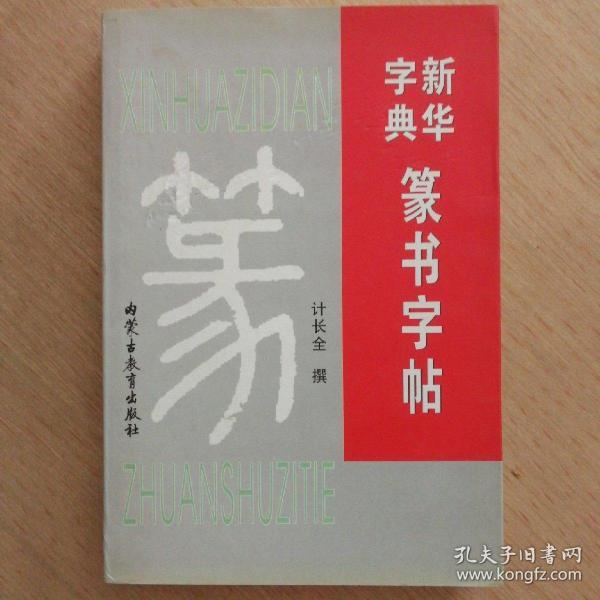 XINHUAZIDIAN
新华
字典
篆书字帖
篆
计长全 撰
内蒙古教育出版社
ZHUANSHUZITIE
孔夫子旧书网
www.kongfz.com